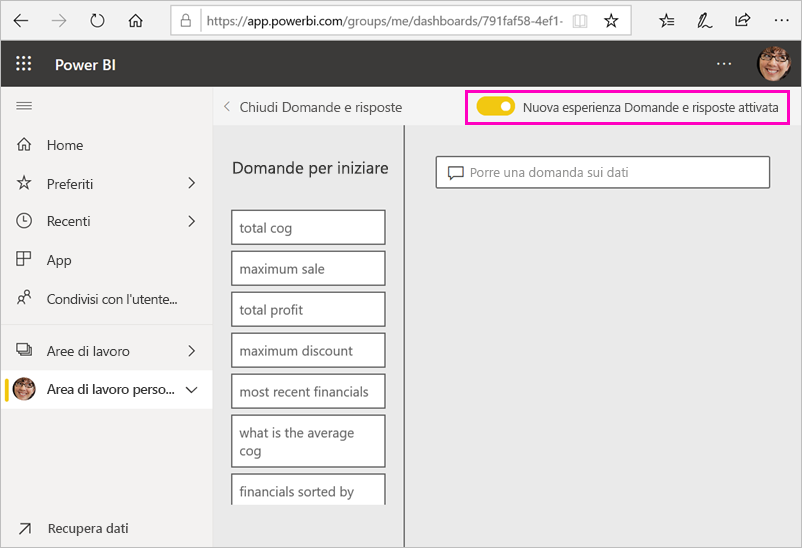 https://app.powerbi.com/groups/me/dashboards/791faf58-4ef1-
Power BI
Chiudi Domande e risposte
Nuova esperienza Domande e risposte attivata
Home
Preferiti
Recenti
App
Condivisi con l'utente...
Aree di lavoro
Area di lavoro perso...
Recupera dati
Domande per iniziare
total cog
maximum sale
total profit
maximum discount
most recent financials
what is the average
cog
financials sorted by
Porre una domanda sui dati